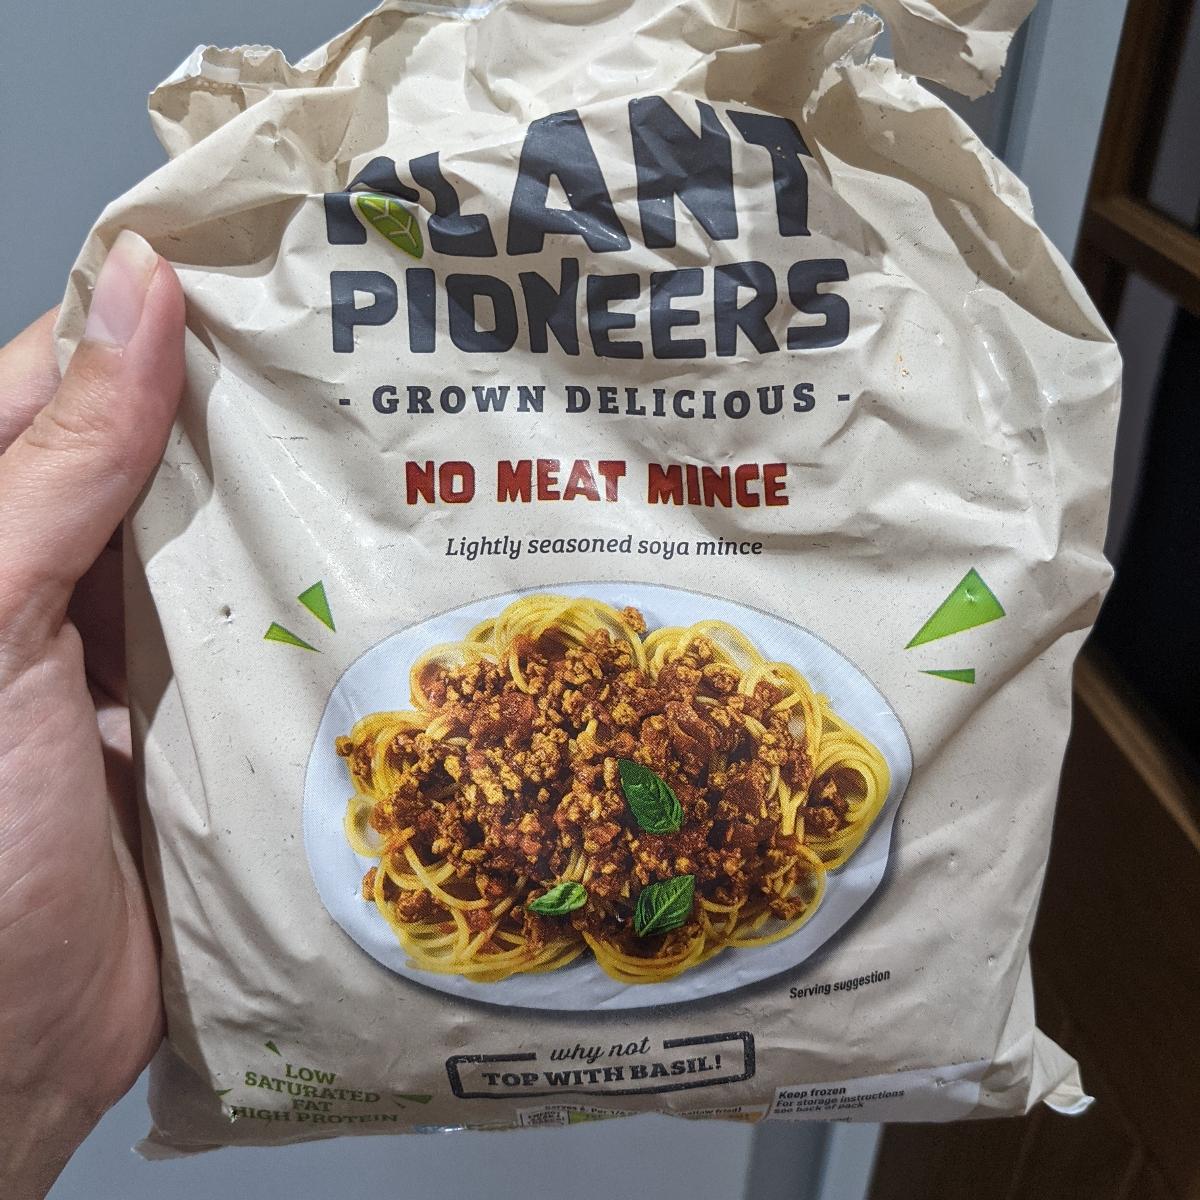 PLANT
PIONEERS
- GROWN DELICIOUS -
NO MEAT MINCE
Lightly seasoned soya mince
Serving suggestion
why not
TOP WITH BASIL!
LOW
SATURATED
FAT
HIGH PROTEIN
Keep frozen
For storage instructions
see back of pack